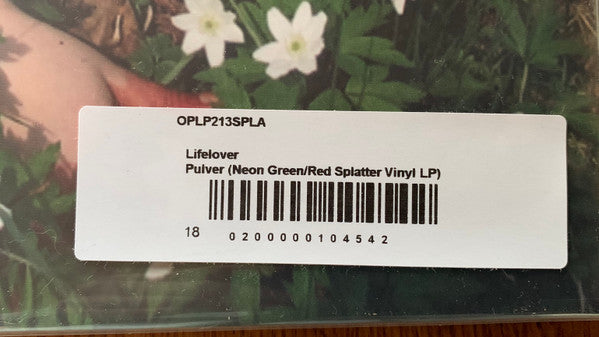 OPLP213SPLA
Lifelover
Pulver (Neon Green/Red Splatter Vinyl LP)
18
0200000104542